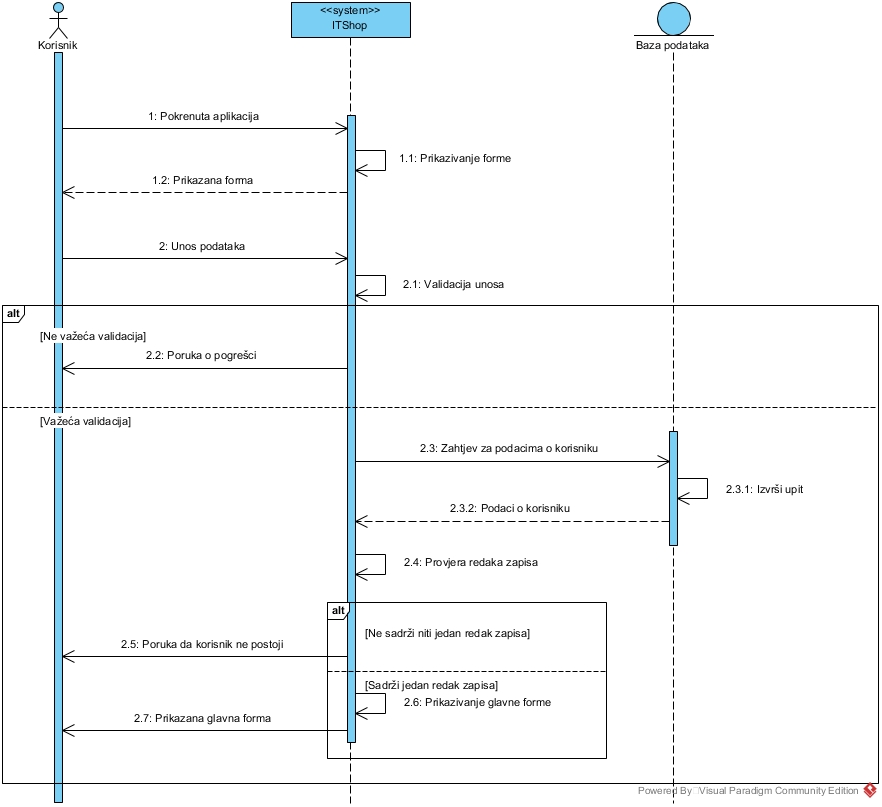 <<system>>
ITShop
Korisnik
Baza podataka
1: Pokrenuta aplikacija
1.1: Prikazivanje forme
1.2: Prikazana forma
2: Unos podataka
2.1: Validacija unosa
alt
[Ne važeća validacija]
2.2: Poruka o pogrešci
[Važeća validacija]
2.3: Zahtjev za podacima o korisniku
2.3.1: Izvrši upit
2.3.2: Podaci o korisniku
2.4: Provjera redaka zapisa
alt
[Ne sadrži niti jedan redak zapisa]
2.5: Poruka da korisnik ne postoji
[Sadrži jedan redak zapisa]
2.6: Prikazivanje glavne forme
2.7: Prikazana glavna forma
Powered By Visual Paradigm Community Edition